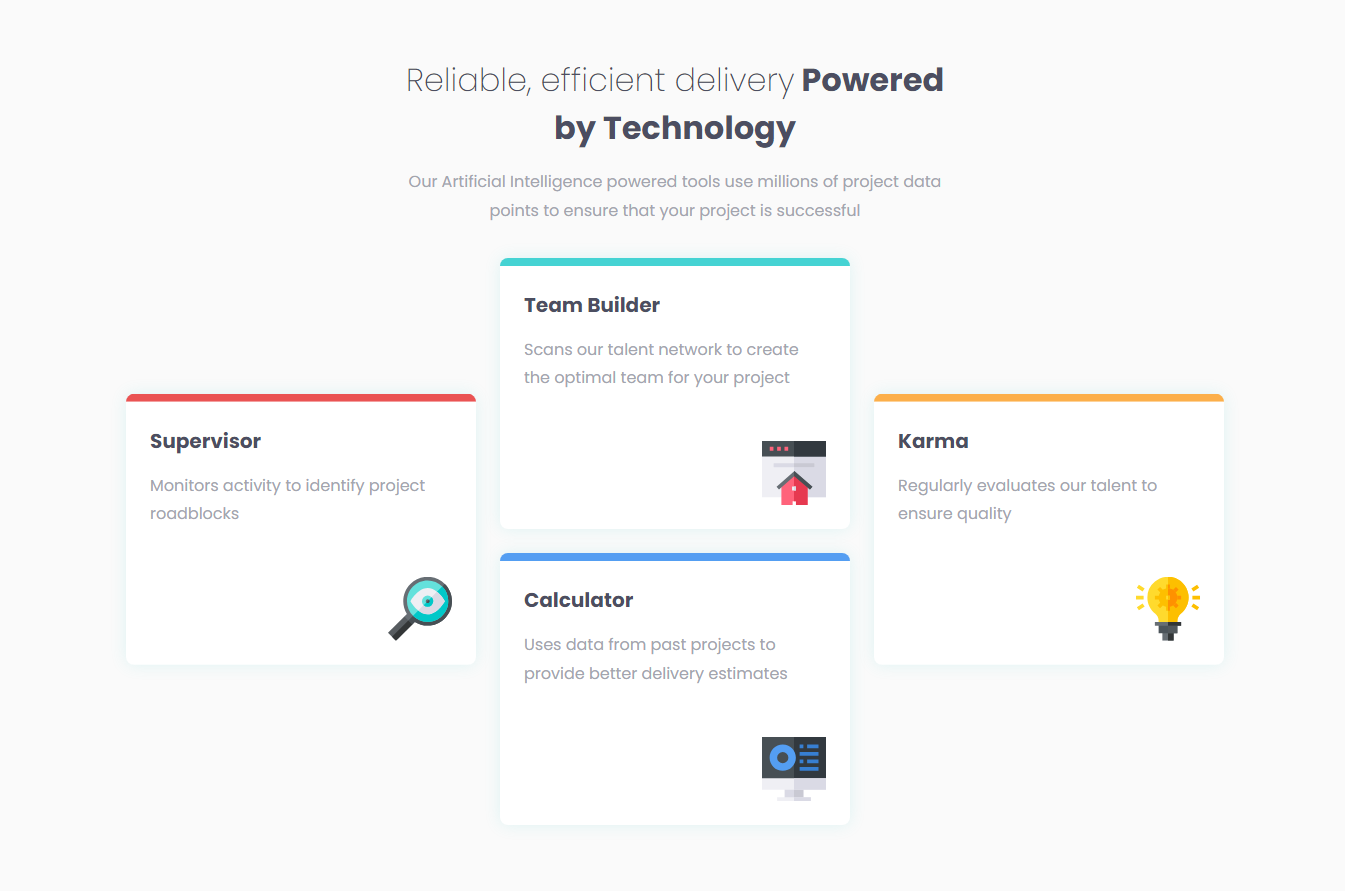 Reliable, efficient delivery Powered
by Technology
Our Artificial Intelligence powered tools use millions of project data
points to ensure that your project is successful
Team Builder
Scans our talent network to create
the optimal team for your project
Supervisor
Monitors activity to identify project
roadblocks
Karma
Regularly evaluates our talent to
ensure quality
Calculator
Uses data from past projects to
provide better delivery estimates